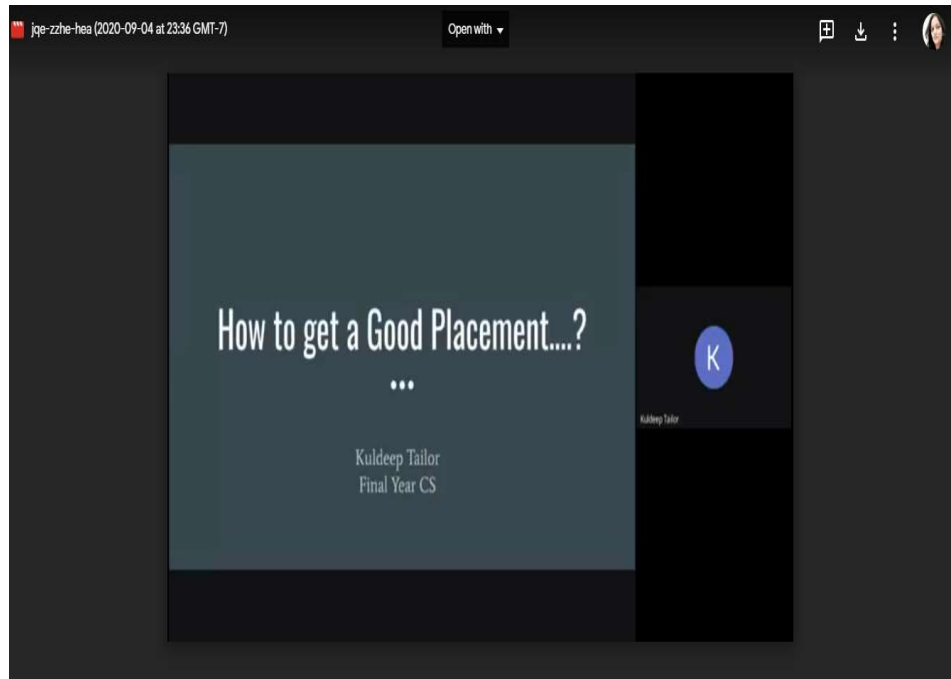 jqe-zzhe-hea (2020-09-04 at 23:36 GMT-7)
Open with
How to get a Good Placement....?
Kuldeep Tailor
Final Year CS
K
Kuldeep Tailor